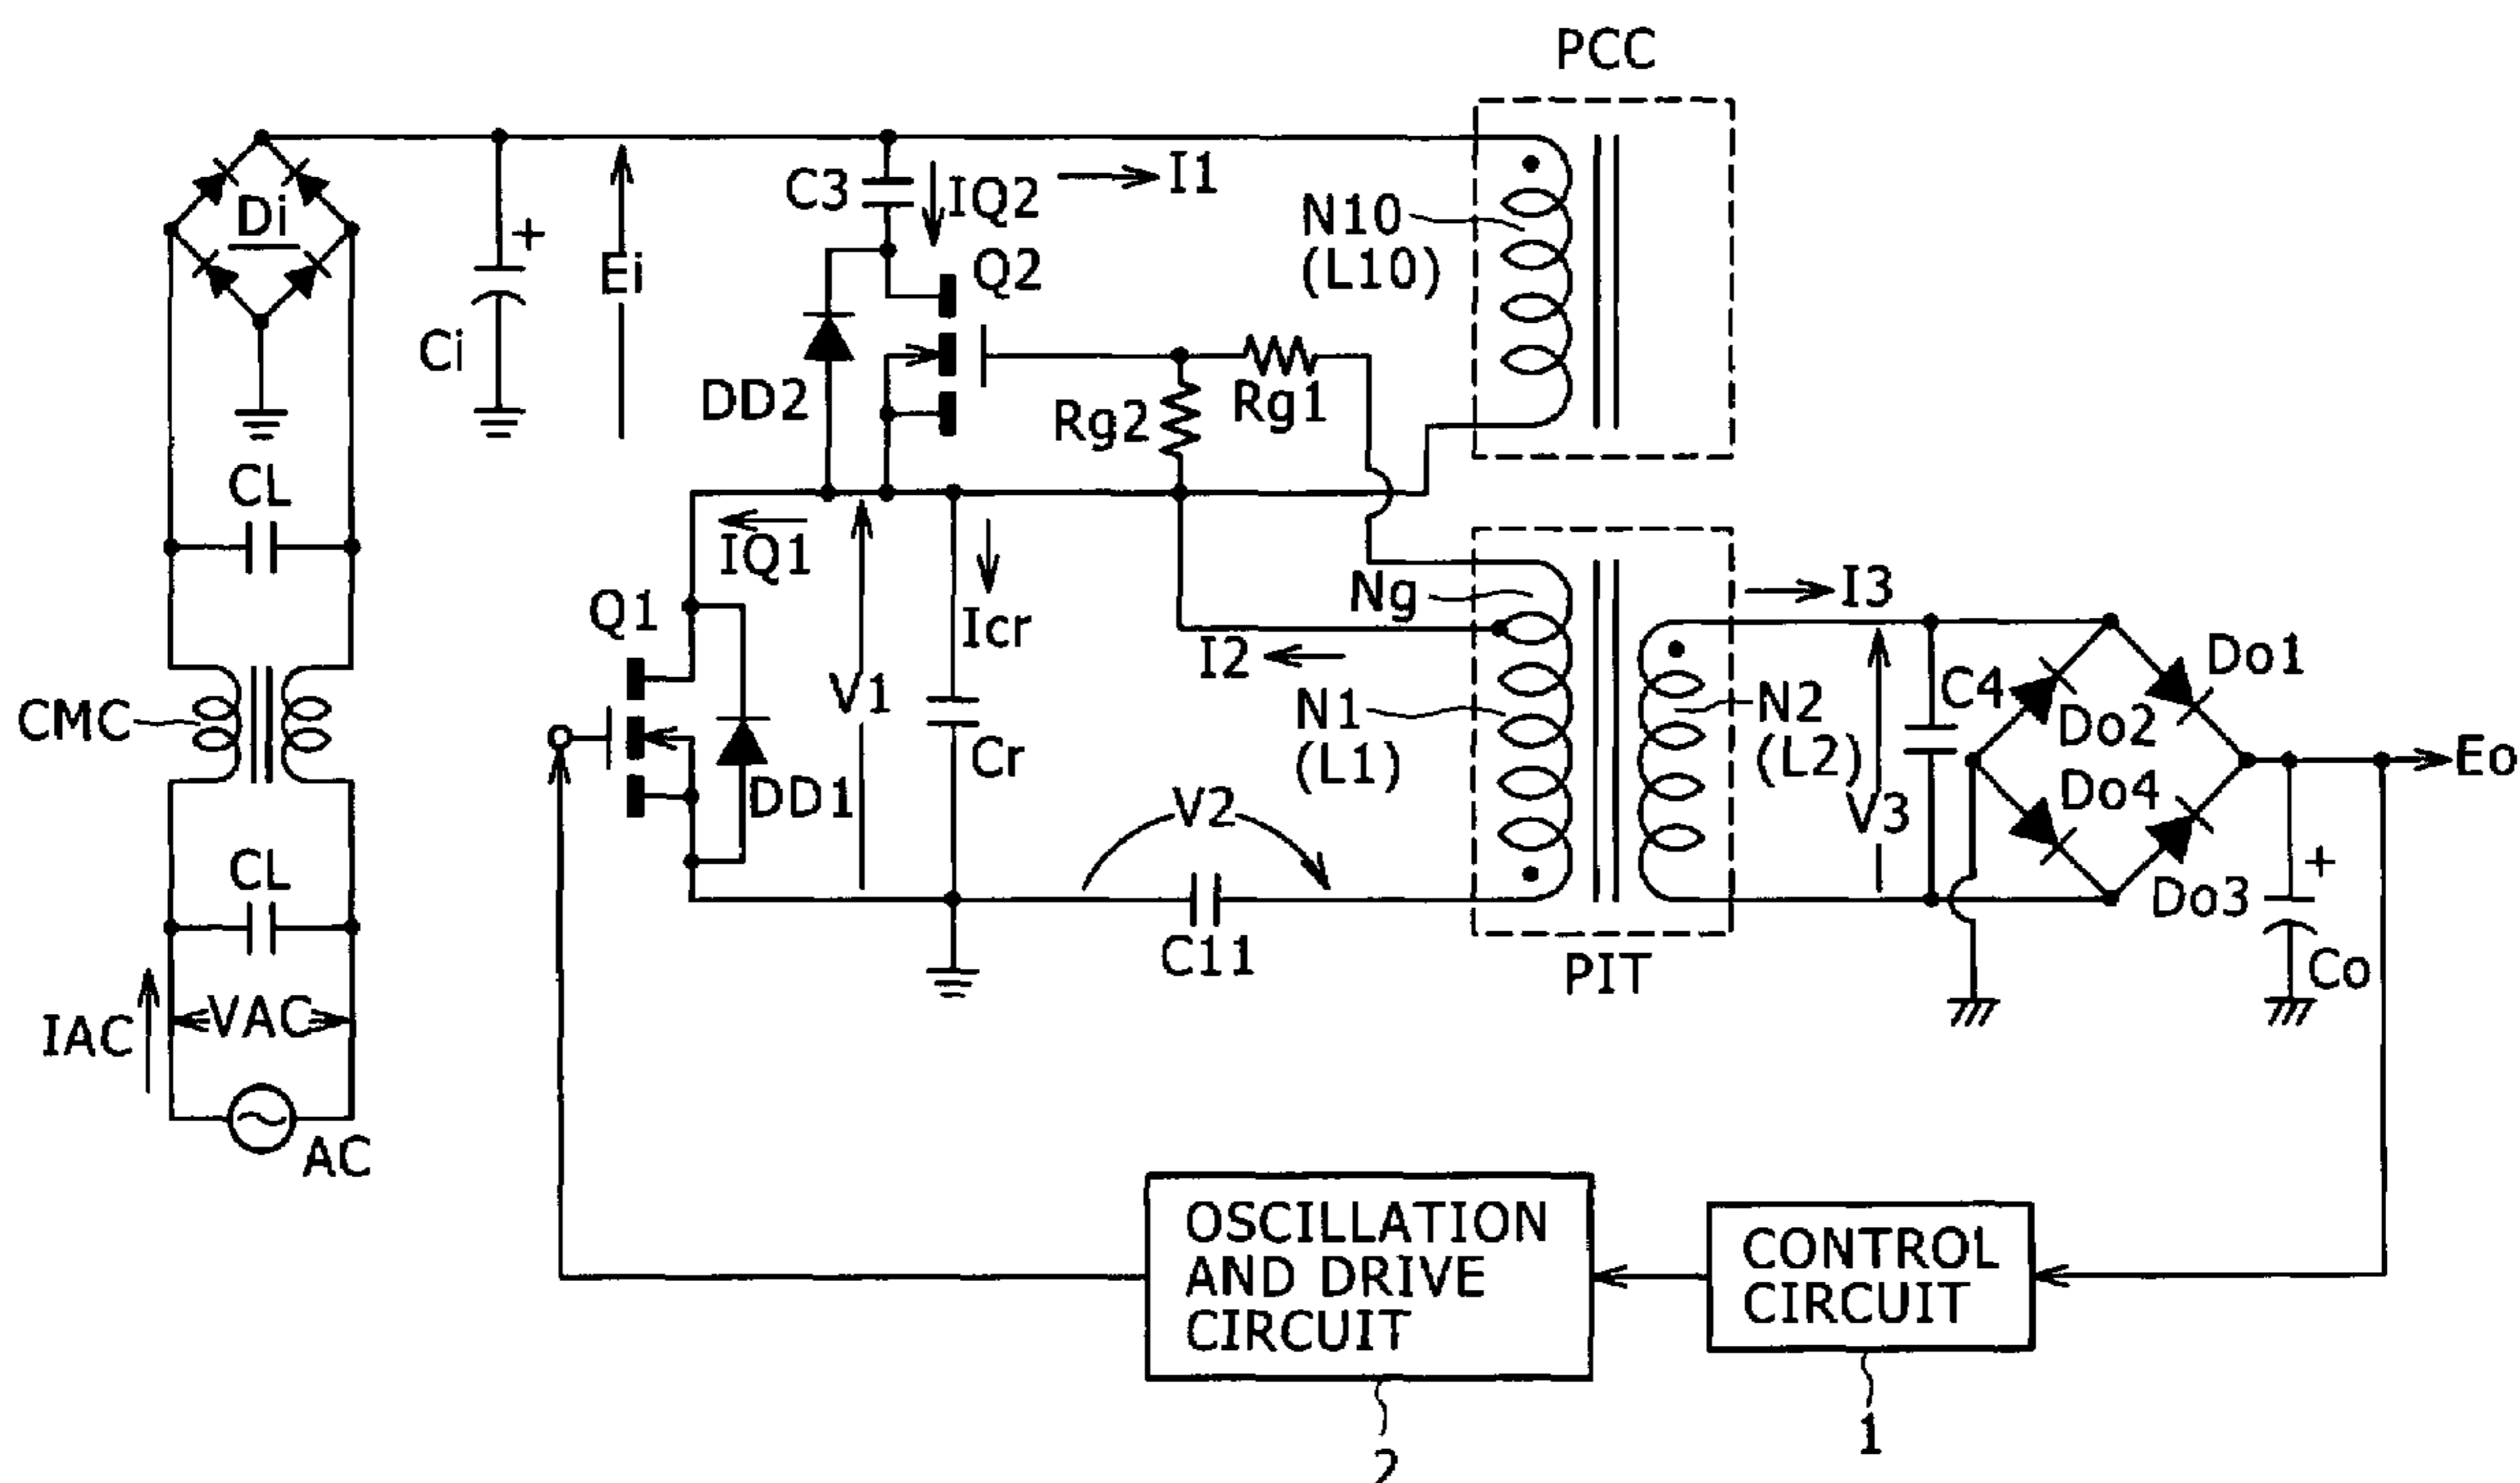 PCC
C3
IQ2
I1
Di
+
Ei
Q2
N10
(L10)
Ci
DD2
Rg2
Rg1
CL
IQ1
Q1
Icr
Ng
I3
I2
V1
N1
(L1)
N2
(L2)
C4
Do1
Do2
CMC
Cr
DD1
V2
V3
Do4
Eo
CL
+
Do3
C11
PIT
Co
VAC
IAC
AC
OSCILLATION
AND DRIVE
CIRCUIT
CONTROL
CIRCUIT
1
2